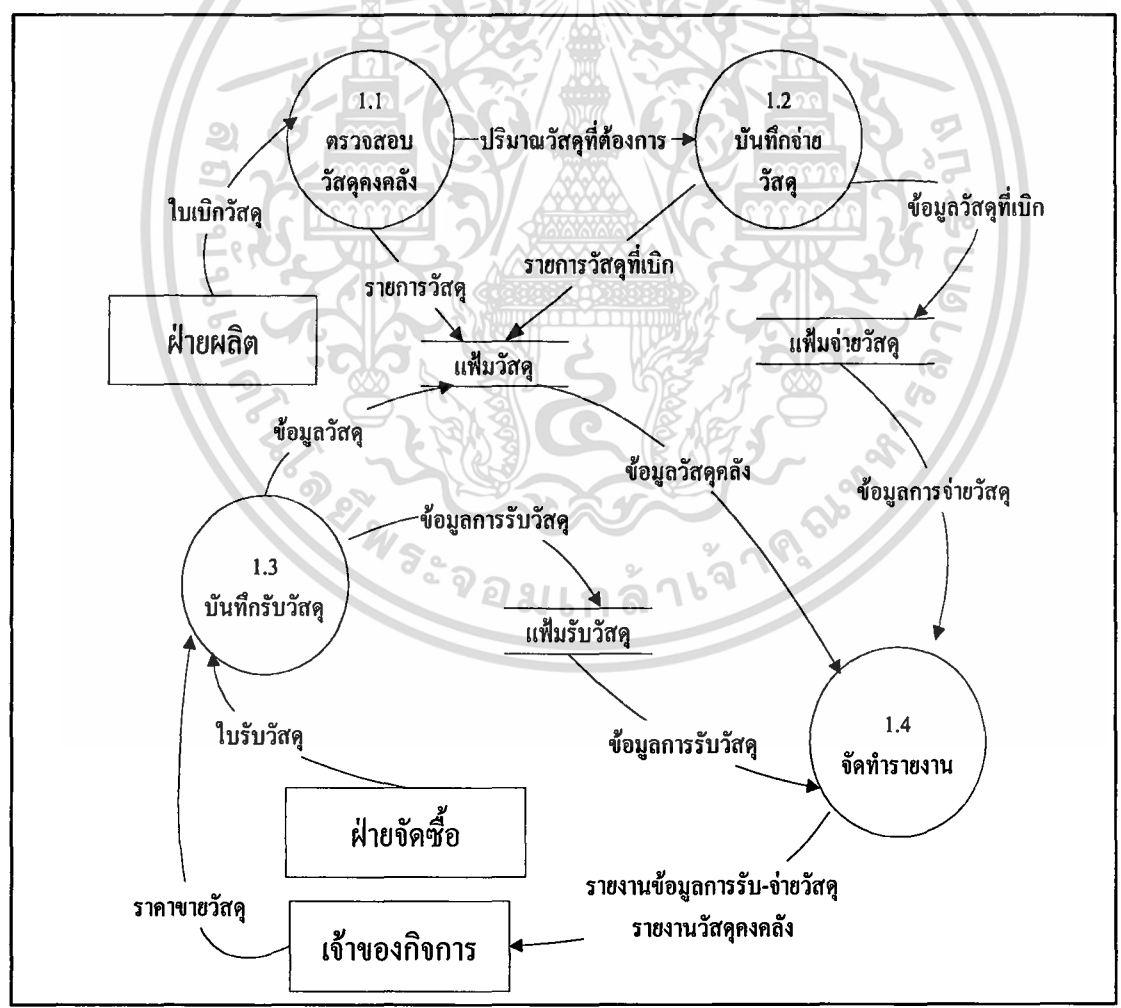 1.1
ตรวจสอบ
วัสดุคงคลัง
ปริมาณวัสดุที่ต้องการ
1.2
บันทึกจ่าย
วัสดุ
ใบเบิกวัสดุ
ข้อมูลวัสดุที่เบิก
รายการวัสดุ
รายการวัสดุที่เบิก
ฝ่ายผลิต
แฟ้มวัสดุ
แฟ้มจ่ายวัสดุ
ข้อมูลวัสดุ
ข้อมูลวัสดุคลัง
ข้อมูลการจ่ายวัสดุ
ข้อมูลการรับวัสดุ
1.3
บันทึกรับวัสดุ
แฟ้มรับวัสดุ
ใบรับวัสดุ
ข้อมูลการรับวัสดุ
1.4
จัดทำรายงาน
ฝ่ายจัดซื้อ
รายงานข้อมูลการรับ-จ่ายวัสดุ
รายงานวัสดุคงคลัง
ราคาขายวัสดุ
เจ้าของกิจการ